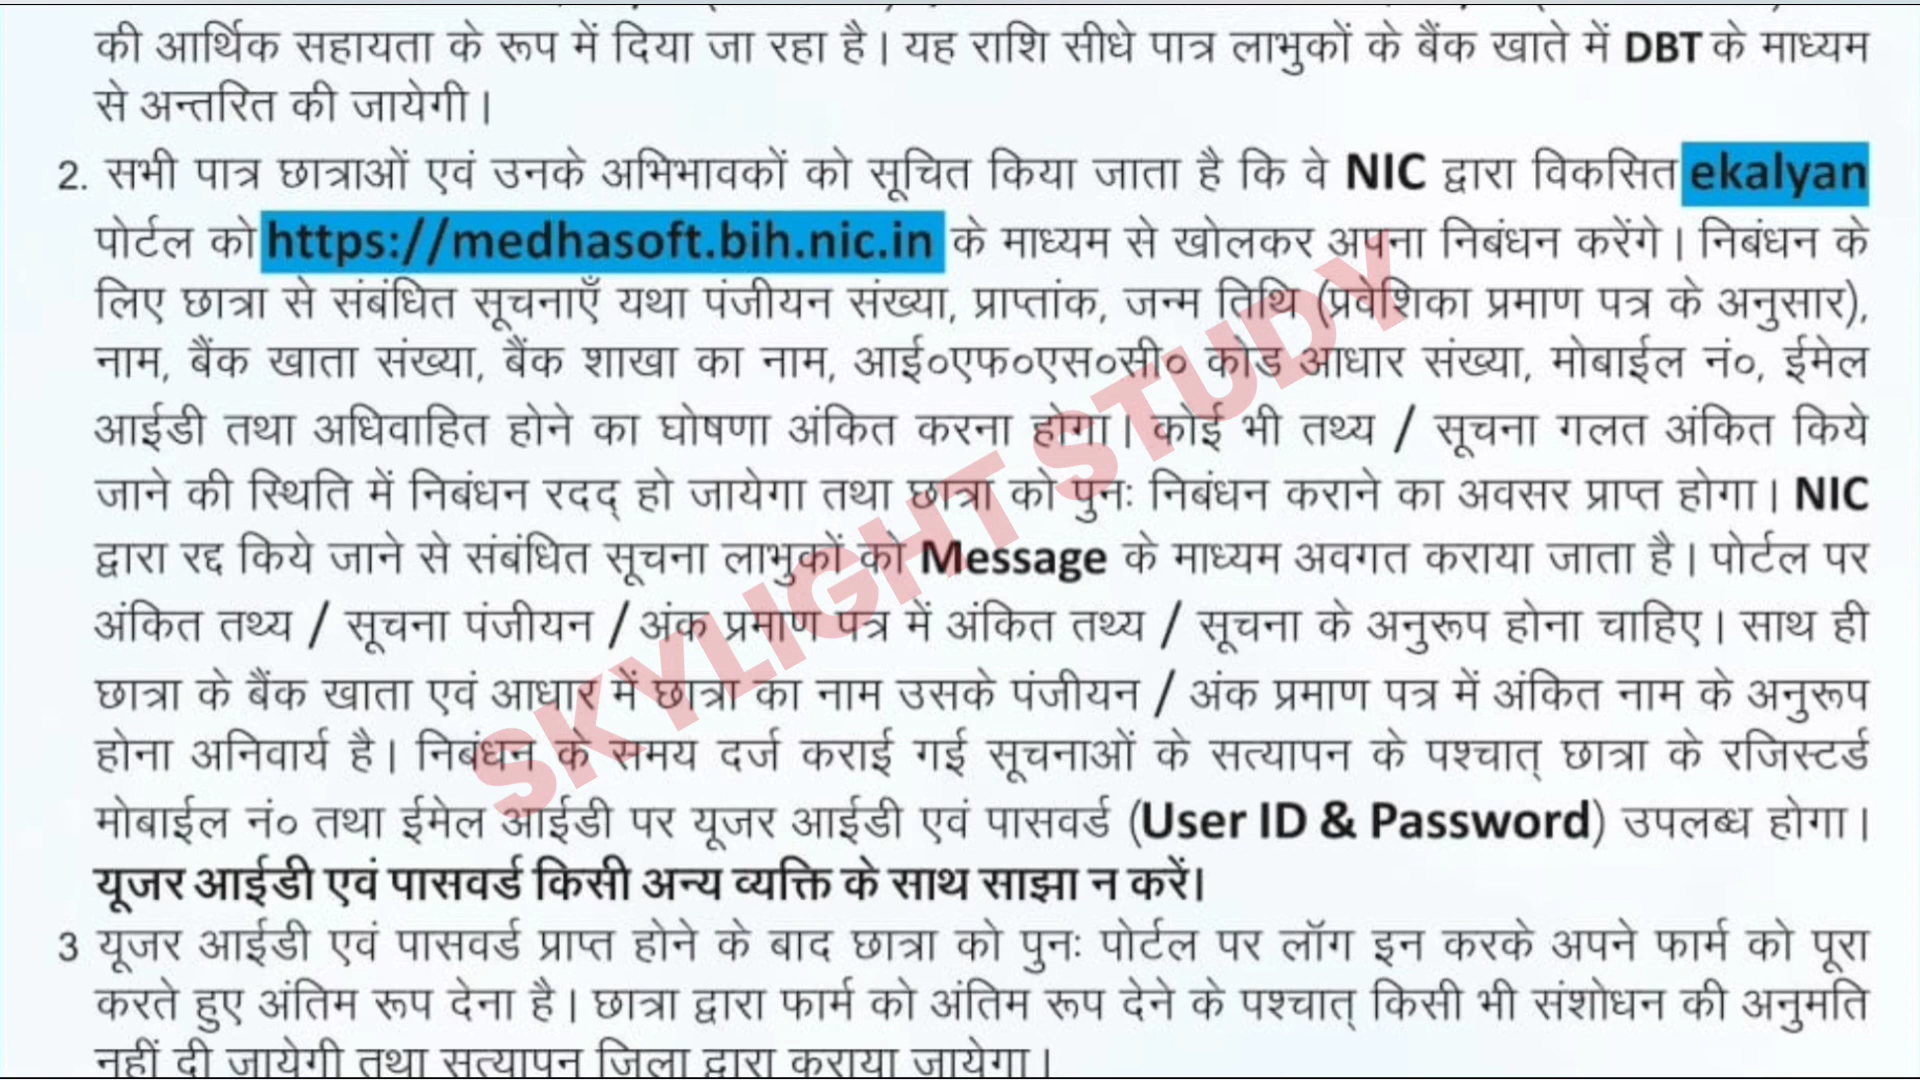 की आर्थिक सहायता के रूप में दिया जा रहा है। यह राशि सीधे पात्र लाभुकों के बैंक खाते में DBT के माध्यम
से अन्तरित की जायेगी।
2. सभी पात्र छात्राओं एवं उनके अभिभावकों को सूचित किया जाता है कि वे NIC द्वारा विकसित ekalyan
पोर्टल को https://medhasoft.bih.nic.in के माध्यम से खोलकर अपना निबंधन करेंगे। निबंधन के
लिए छात्रा से संबंधित सूचनाएँ यथा पंजीयन संख्या, प्राप्तांक, जन्म तिथि (प्रवेशिका प्रमाण पत्र के अनुसार),
नाम, बैंक खाता संख्या, बैंक शाखा का नाम, आई०एफ०एस०सी० कोड आधार संख्या, मोबाईल नं०, ईमेल
आईडी तथा अधिवाहित होने का घोषणा अंकित करना होगा। कोई भी तथ्य / सूचना गलत अंकित किये
जाने की स्थिति में निबंधन रदद् हो जायेगा तथा छात्रा को पुनः निबंधन कराने का अवसर प्राप्त होगा। NIC
द्वारा रद्द किये जाने से संबंधित सूचना लाभुकों को Message के माध्यम अवगत कराया जाता है। पोर्टल पर
अंकित तथ्य / सूचना पंजीयन / अंक प्रमाण पत्र में अंकित तथ्य / सूचना के अनुरूप होना चाहिए। साथ ही
छात्रा के बैंक खाता एवं आधार में छात्रा का नाम उसके पंजीयन / अंक प्रमाण पत्र में अंकित नाम के अनुरूप
होना अनिवार्य है। निबंधन के समय दर्ज कराई गई सूचनाओं के सत्यापन के पश्चात् छात्रा के रजिस्टर्ड
मोबाईल नं० तथा ईमेल आईडी पर यूजर आईडी एवं पासवर्ड (User ID & Password) उपलब्ध होगा।
यूजर आईडी एवं पासवर्ड किसी अन्य व्यक्ति के साथ साझा न करें।
3 यूजर आईडी एवं पासवर्ड प्राप्त होने के बाद छात्रा को पुनः पोर्टल पर लॉग इन करके अपने फार्म को पूरा
करते हुए अंतिम रूप देना है। छात्रा द्वारा फार्म को अंतिम रूप देने के पश्चात् किसी भी संशोधन की अनुमति
नहीं दी जायेगी तथा सत्यापन जिला द्वारा कराया जायेगा।
SKYLIGHT STUDY